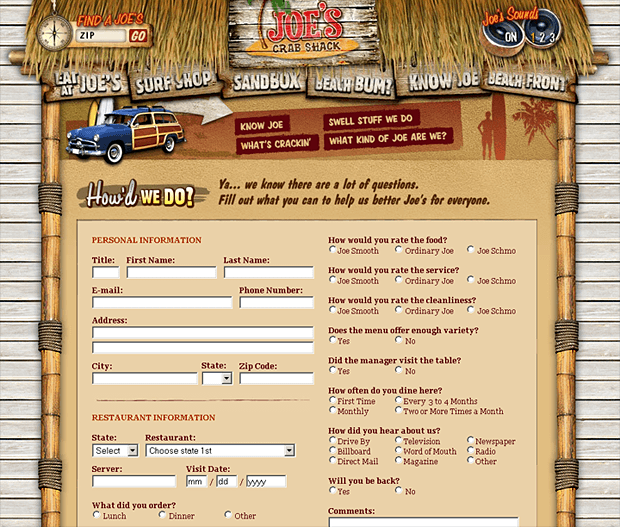 FIND A JOE'S
ZIP GO
JOE'S
CRAB SHACK
Joe's Sounds
ON 1 2 3
EAT AT JOE'S SURF SHOP SANDBOX BEACH BUM? KNOW JOE BEACH FRONT
KNOW JOE SWELL STUFF WE DO
WHAT'S CRACKIN' WHAT KIND OF JOE ARE WE?
How'd WE DO?
Ya... we know there are a lot of questions.
Fill out what you can to help us better Joe's for everyone.
PERSONAL INFORMATION
Title: First Name: Last Name:
E-mail: Phone Number:
Address:
City: State: Zip Code:
RESTAURANT INFORMATION
State: Restaurant:
Select Choose state 1st
Server: Visit Date:
mm / dd / yyyy
What did you order?
Lunch Dinner Other
How would you rate the food?
Joe Smooth Ordinary Joe Joe Schmo
How would you rate the service?
Joe Smooth Ordinary Joe Joe Schmo
How would you rate the cleanliness?
Joe Smooth Ordinary Joe Joe Schmo
Does the menu offer enough variety?
Yes No
Did the manager visit the table?
Yes No
How often do you dine here?
First Time Every 3 to 4 Months
Monthly Two or More Times a Month
How did you hear about us?
Drive By Television Newspaper
Billboard Word of Mouth Radio
Direct Mail Magazine Other
Will you be back?
Yes No
Comments: